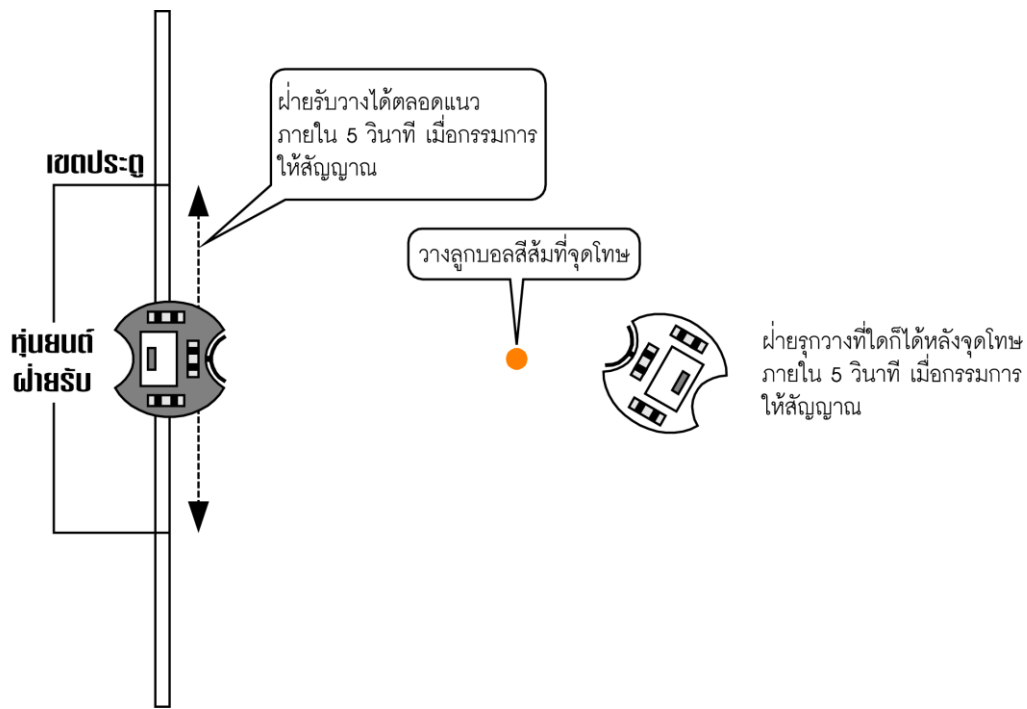 ฝ่ายรับวางได้ตลอดแนว
ภายใน 5 วินาที เมื่อกรรมการ
ให้สัญญาณ
เขตประตู
วางลูกบอลสีส้มที่จุดโทษ
หุ่นยนต์
ฝ่ายรับ
ฝ่ายรุกวางที่ใดก็ได้หลังจุดโทษ
ภายใน 5 วินาที เมื่อกรรมการ
ให้สัญญาณ